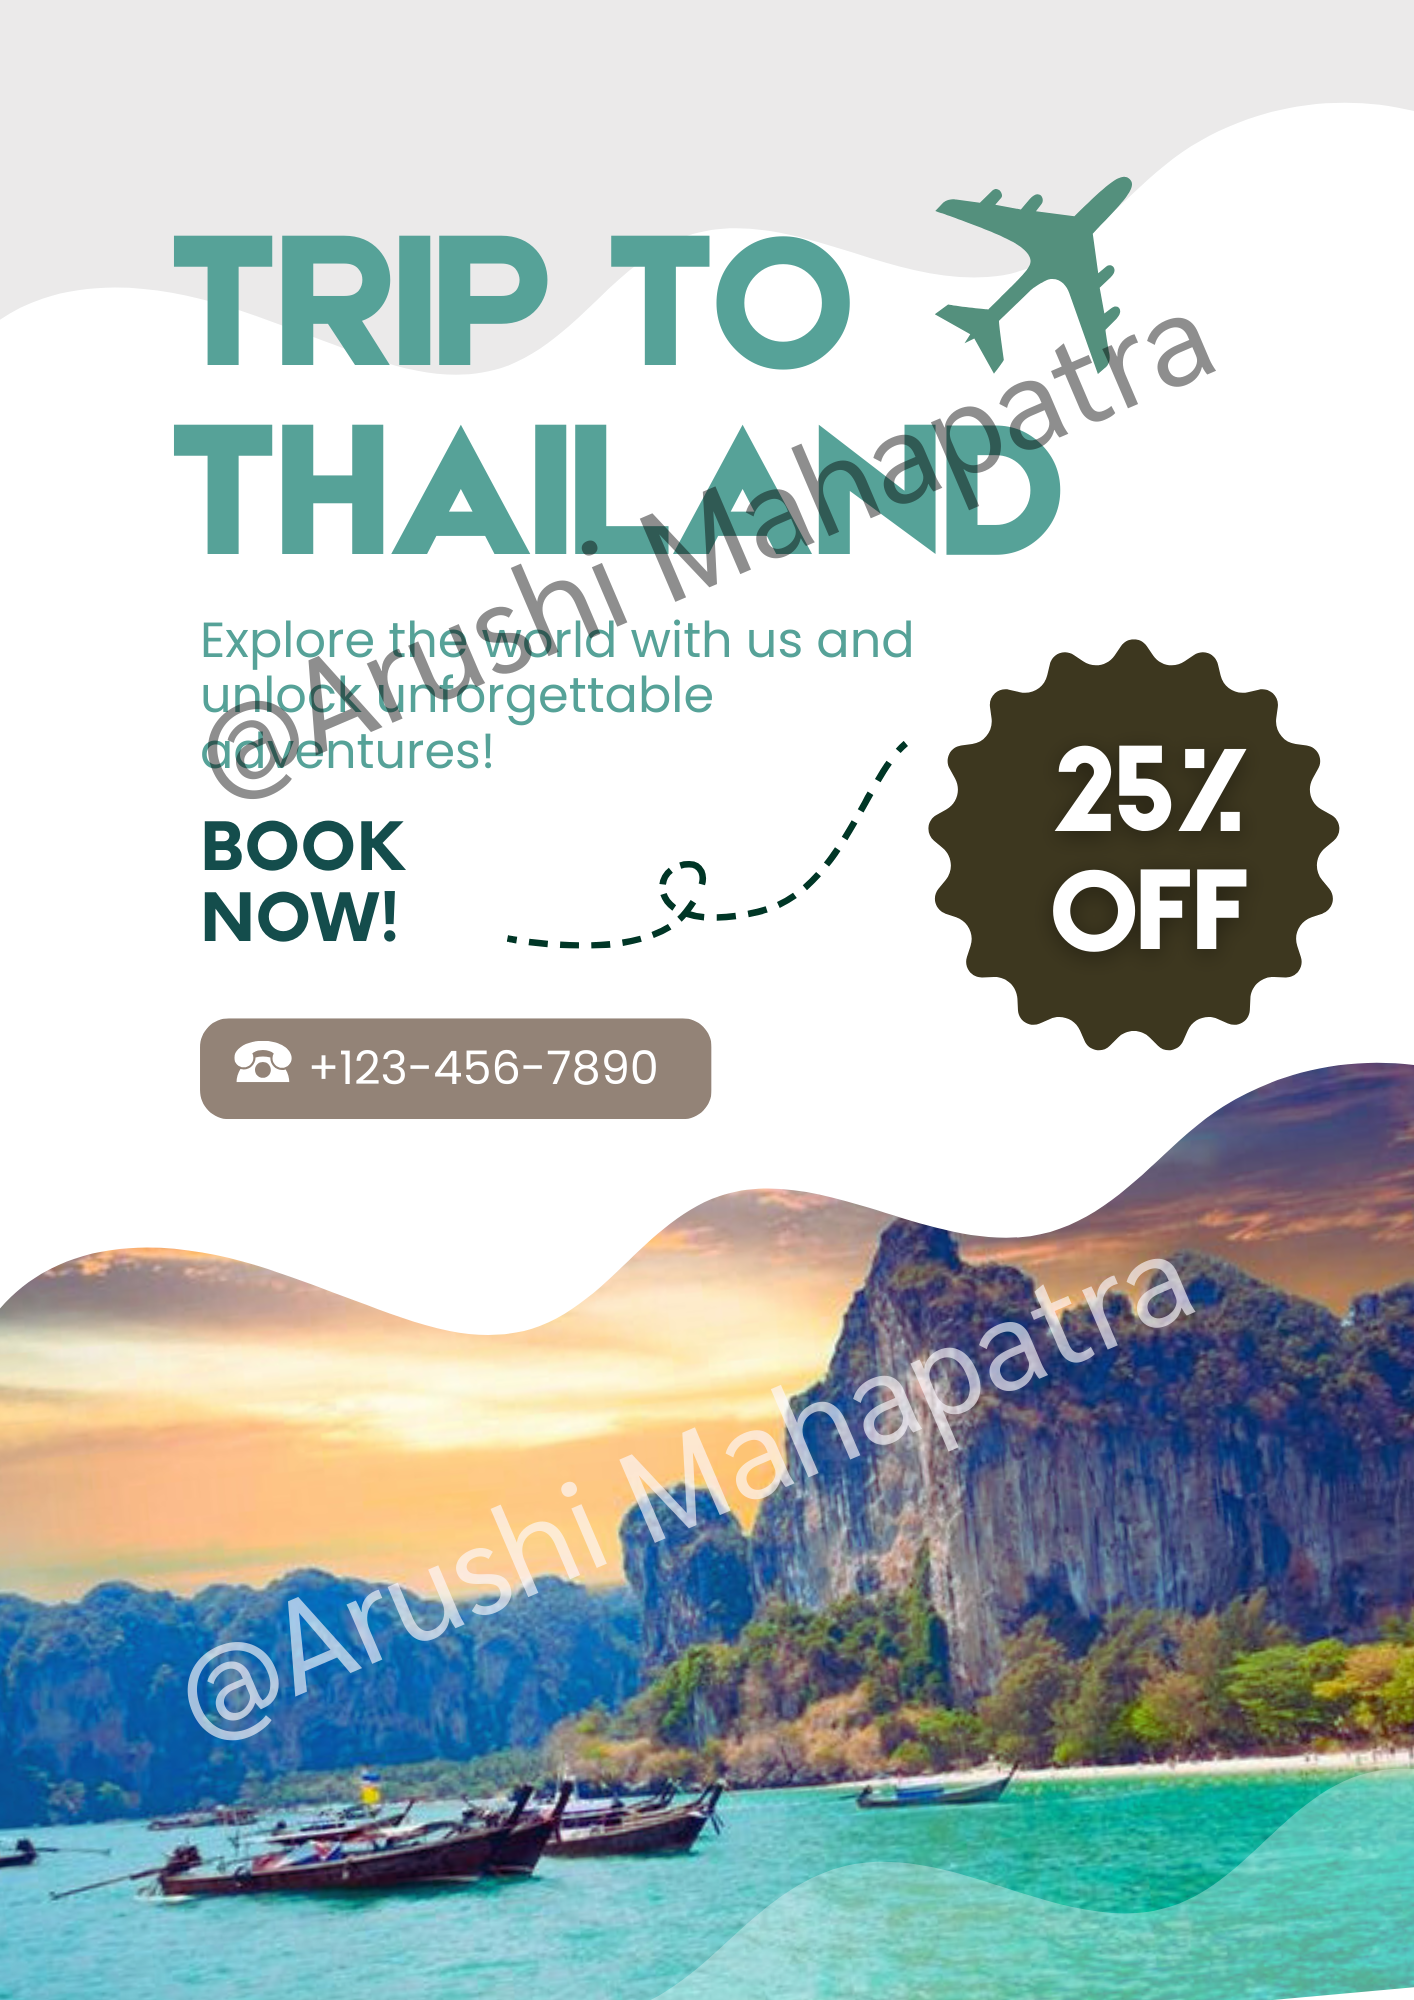 TRIP TO
THAILAND
Explore the world with us and
unlock unforgettable
adventures!
BOOK
NOW!
25%
OFF
+123-456-7890
@Arushi Mahapatra
@Arushi Mahapatra